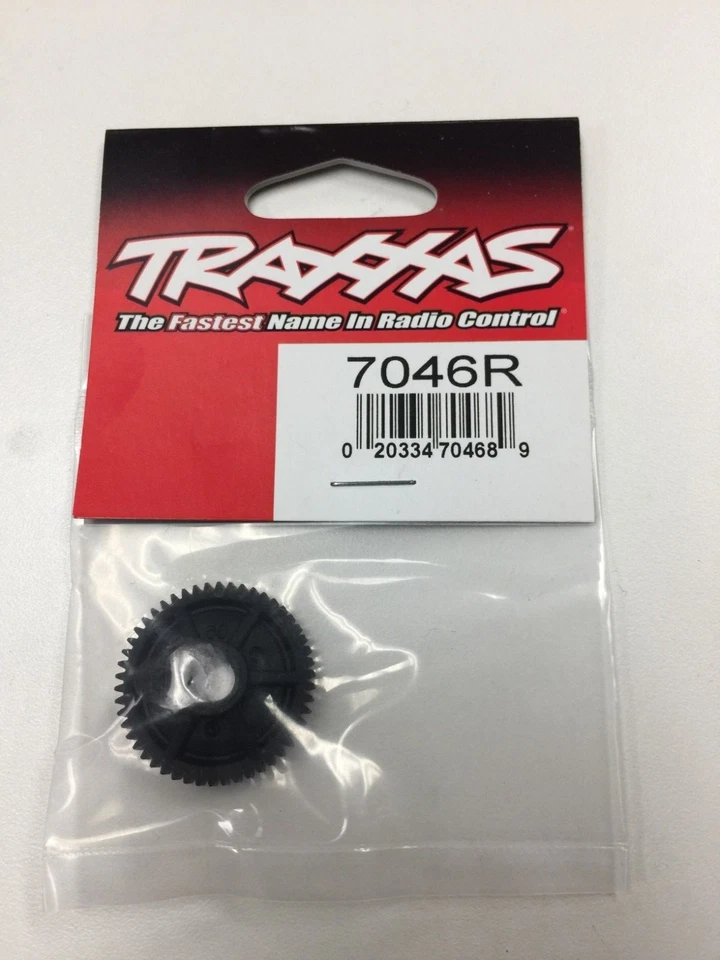 TRAXXAS
The Fastest Name In Radio Control
7046R
0 20334 70468 9